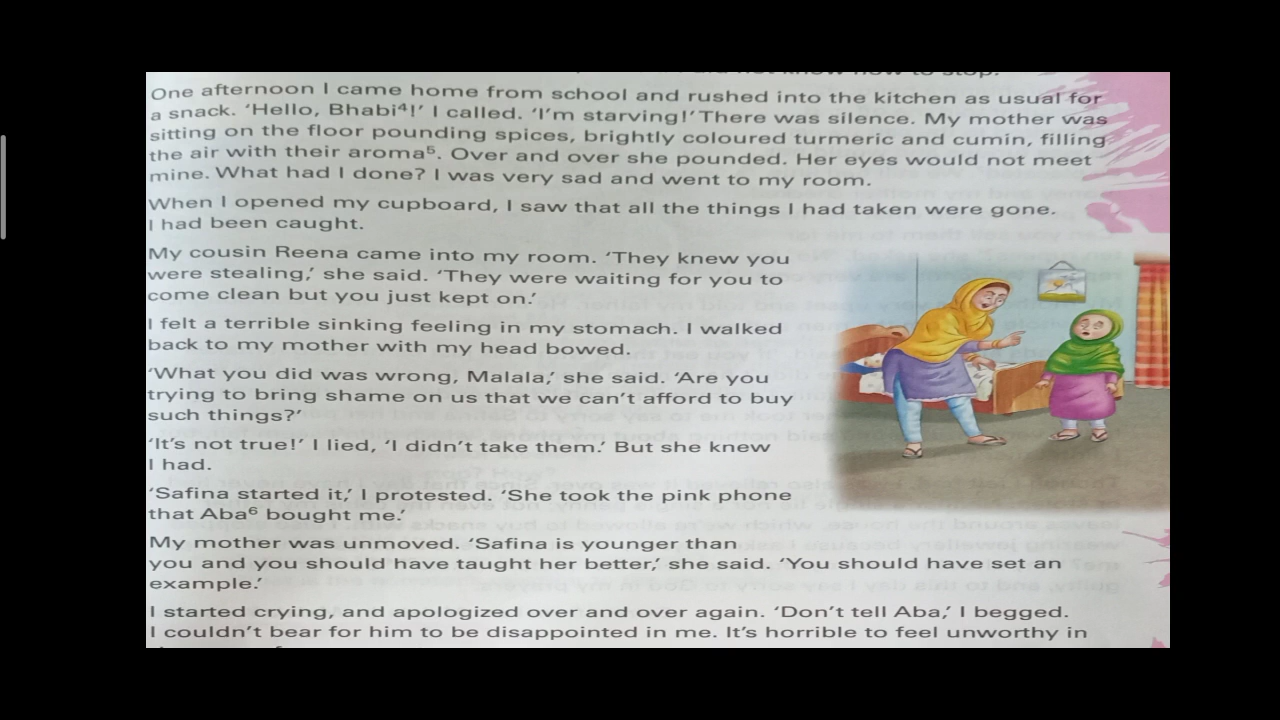 know how to stop.
One afternoon I came home from school and rushed into the kitchen as usual for
a snack. ‘Hello, Bhabi⁴!’ I called. ‘I’m starving!’ There was silence. My mother was
sitting on the floor pounding spices, brightly coloured turmeric and cumin, filling
the air with their aroma⁵. Over and over she pounded. Her eyes would not meet
mine. What had I done? I was very sad and went to my room.
When I opened my cupboard, I saw that all the things I had taken were gone.
I had been caught.
My cousin Reena came into my room. ‘They knew you
were stealing,’ she said. ‘They were waiting for you to
come clean but you just kept on.’
I felt a terrible sinking feeling in my stomach. I walked
back to my mother with my head bowed.
‘What you did was wrong, Malala,’ she said. ‘Are you
trying to bring shame on us that we can’t afford to buy
such things?’
‘It’s not true!’ I lied, ‘I didn’t take them.’ But she knew
I had.
‘Safina started it,’ I protested. ‘She took the pink phone
that Aba⁶ bought me.’
My mother was unmoved. ‘Safina is younger than
you and you should have taught her better,’ she said. ‘You should have set an
example.’
I started crying, and apologized over and over again. ‘Don’t tell Aba,’ I begged.
I couldn’t bear for him to be disappointed in me. It’s horrible to feel unworthy in